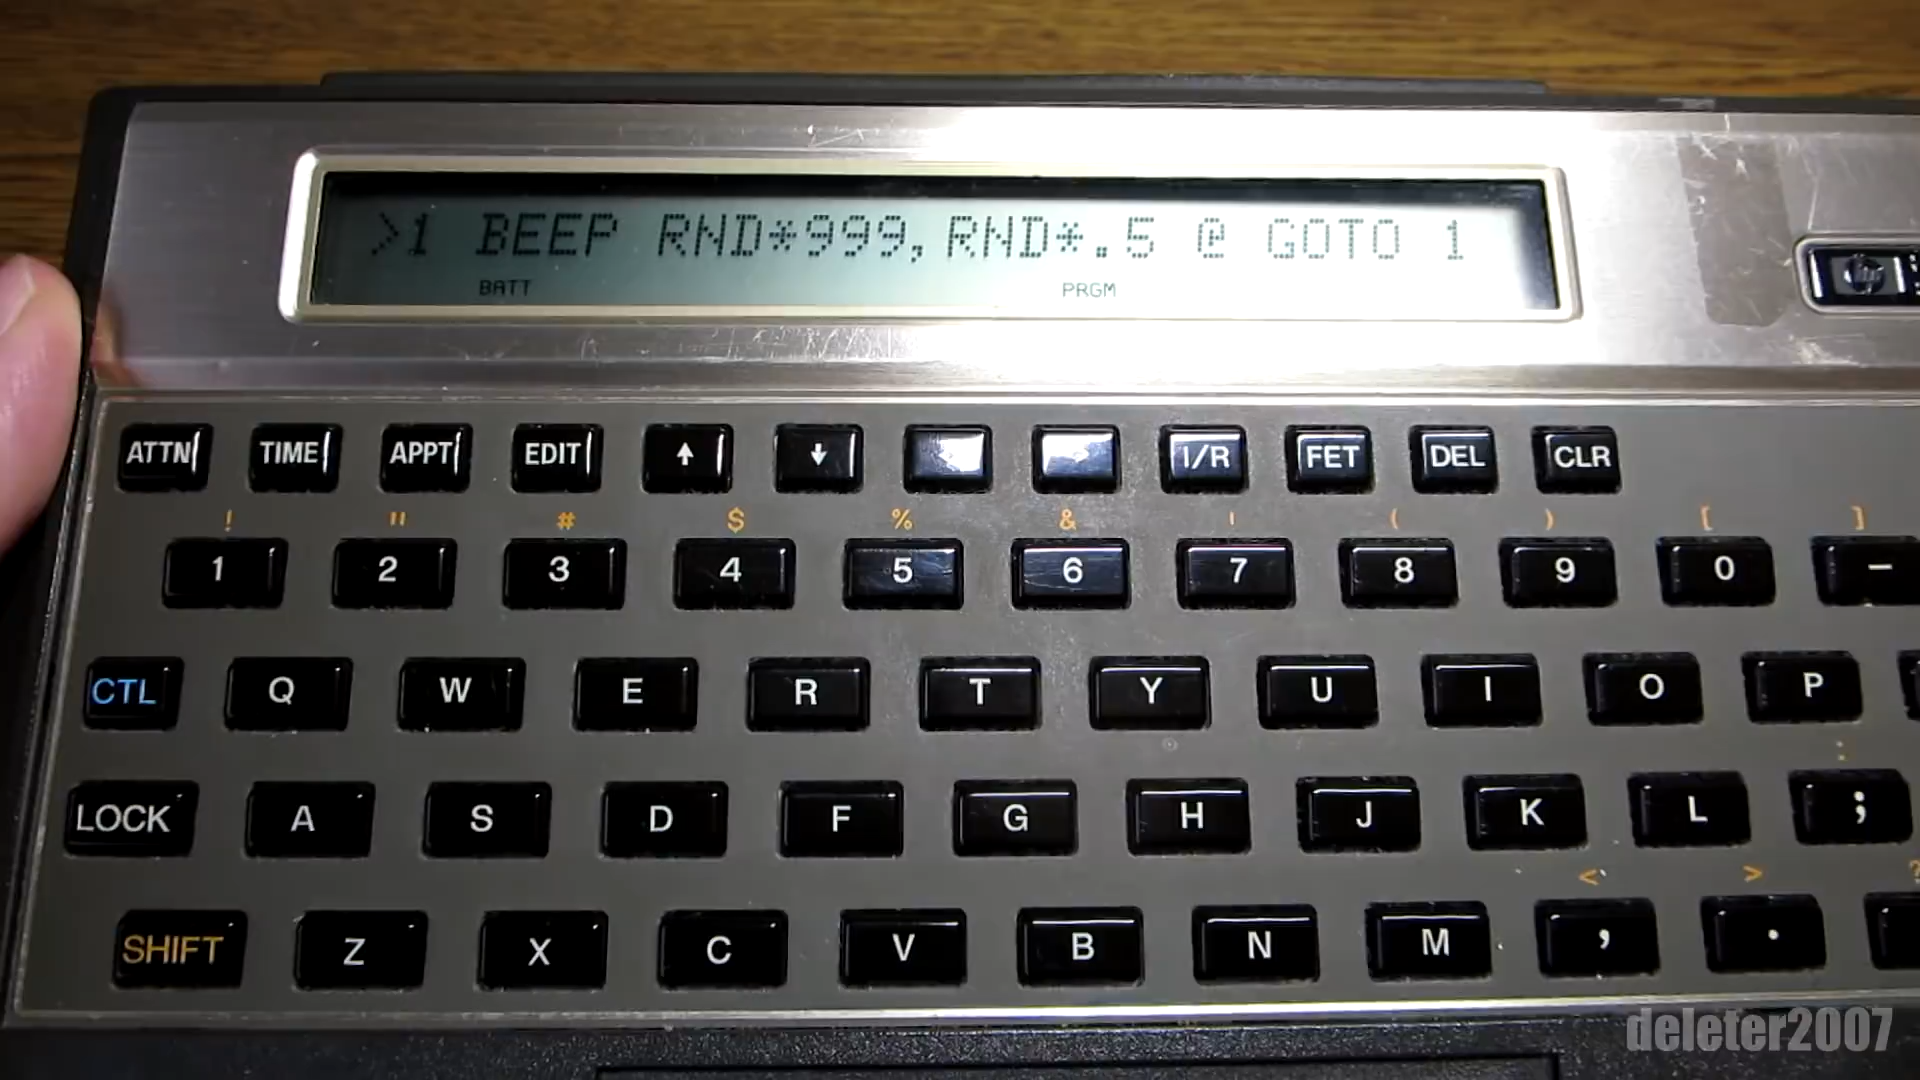 >1 BEEP RND*999,RND*.5 @ GOTO 1
BATT PRGM
hp
ATTN TIME APPT EDIT ↑ ↓ ← → I/R FET DEL CLR
! " # $ % & ' ( ) [ ]
1 2 3 4 5 6 7 8 9 0 −
CTL Q W E R T Y U I O P
:
LOCK A S D F G H J K L ;
< > ?
SHIFT Z X C V B N M , .
deleter2007